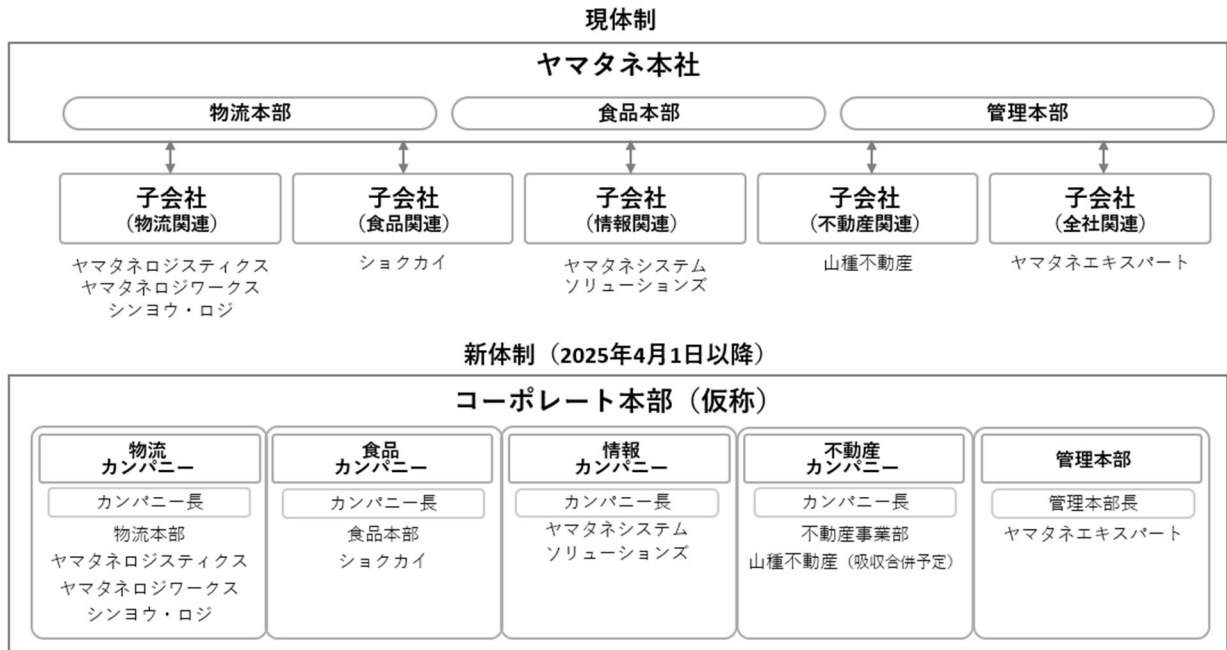 現体制
ヤマタネ本社
物流本部
食品本部
管理本部
子会社
（物流関連）
子会社
（食品関連）
子会社
（情報関連）
子会社
（不動産関連）
子会社
（全社関連）
ヤマタネロジスティクス
ヤマタネロジワークス
シンヨウ・ロジ
ショクカイ
ヤマタネシステム
ソリューションズ
山種不動産
ヤマタネエキスパート
新体制（2025年4月1日以降）
コーポレート本部（仮称）
物流
カンパニー
カンパニー長
物流本部
ヤマタネロジスティクス
ヤマタネロジワークス
シンヨウ・ロジ
食品
カンパニー
カンパニー長
食品本部
ショクカイ
情報
カンパニー
カンパニー長
ヤマタネシステム
ソリューションズ
不動産
カンパニー
カンパニー長
不動産事業部
山種不動産（吸収合併予定）
管理本部
管理本部長
ヤマタネエキスパート